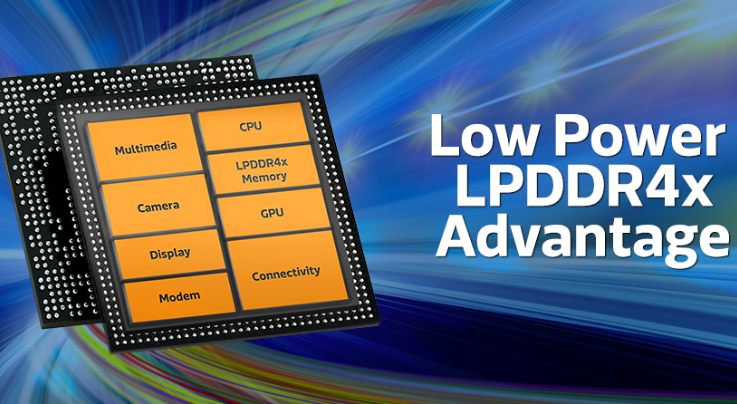 Multimedia
Camera
Display
Modem
CPU
LPDDR4x
Memory
GPU
Connectivity
Low Power
LPDDR4x
Advantage